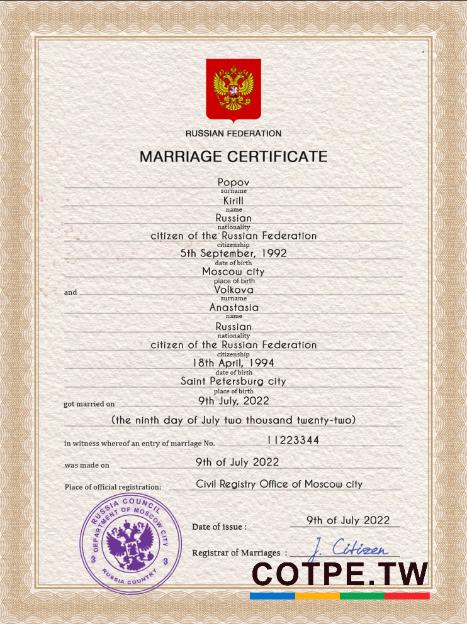 RUSSIAN FEDERATION
MARRIAGE CERTIFICATE
Popov
surname
Kirill
name
Russian
nationality
citizen of the Russian Federation
citizenship
5th September, 1992
date of birth
Moscow city
place of birth
and Volkova
surname
Anastasia
name
Russian
nationality
citizen of the Russian Federation
citizenship
18th April, 1994
date of birth
Saint Petersburg city
place of birth
got married on 9th July, 2022
(the ninth day of July two thousand twenty-two)
in witness whereof an entry of marriage No. 11223344
was made on 9th of July 2022
Place of official registration: Civil Registry Office of Moscow city
RUSSIA COUNCIL
DEPARTMENT OF MOSCOW CITY
RUSSIA COUNTRY
Date of issue : 9th of July 2022
Registrar of Marriages : J. Citizen
COTPE.TW